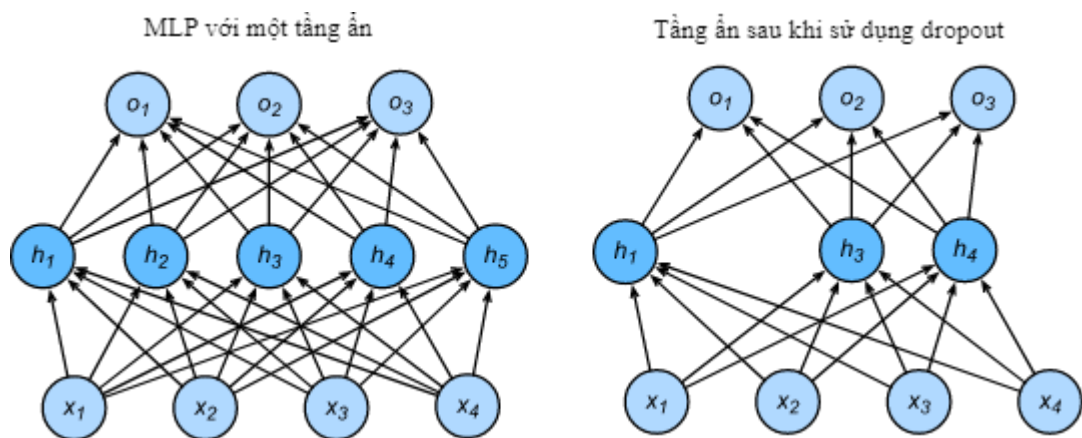 MLP với một tầng ẩn
Tầng ẩn sau khi sử dụng dropout
o1 o2 o3
o1 o2 o3
h1 h2 h3 h4 h5
h1 h3 h4
x1 x2 x3 x4
x1 x2 x3 x4